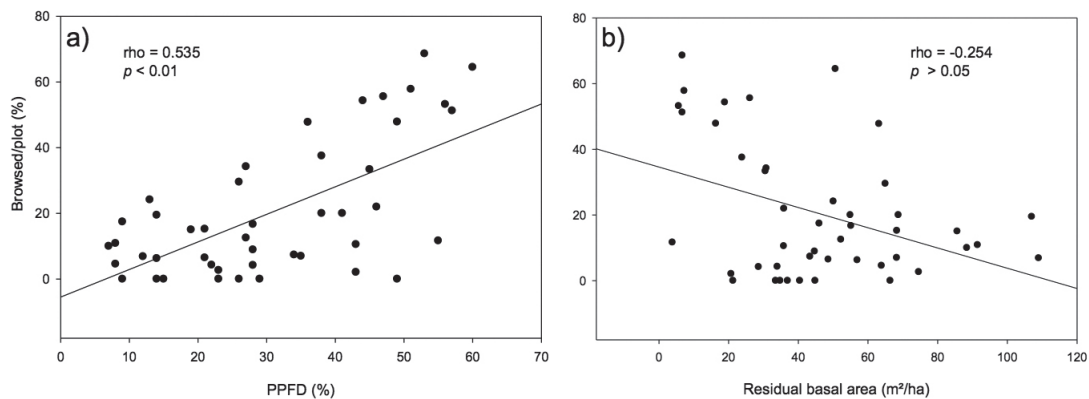 a)
rho = 0.535
p < 0.01
80
60
40
20
0
Browsed/plot (%)
0 10 20 30 40 50 60 70
PPFD (%)
b)
rho = -0.254
p > 0.05
80
60
40
20
0
0 20 40 60 80 100 120
Residual basal area (m²/ha)